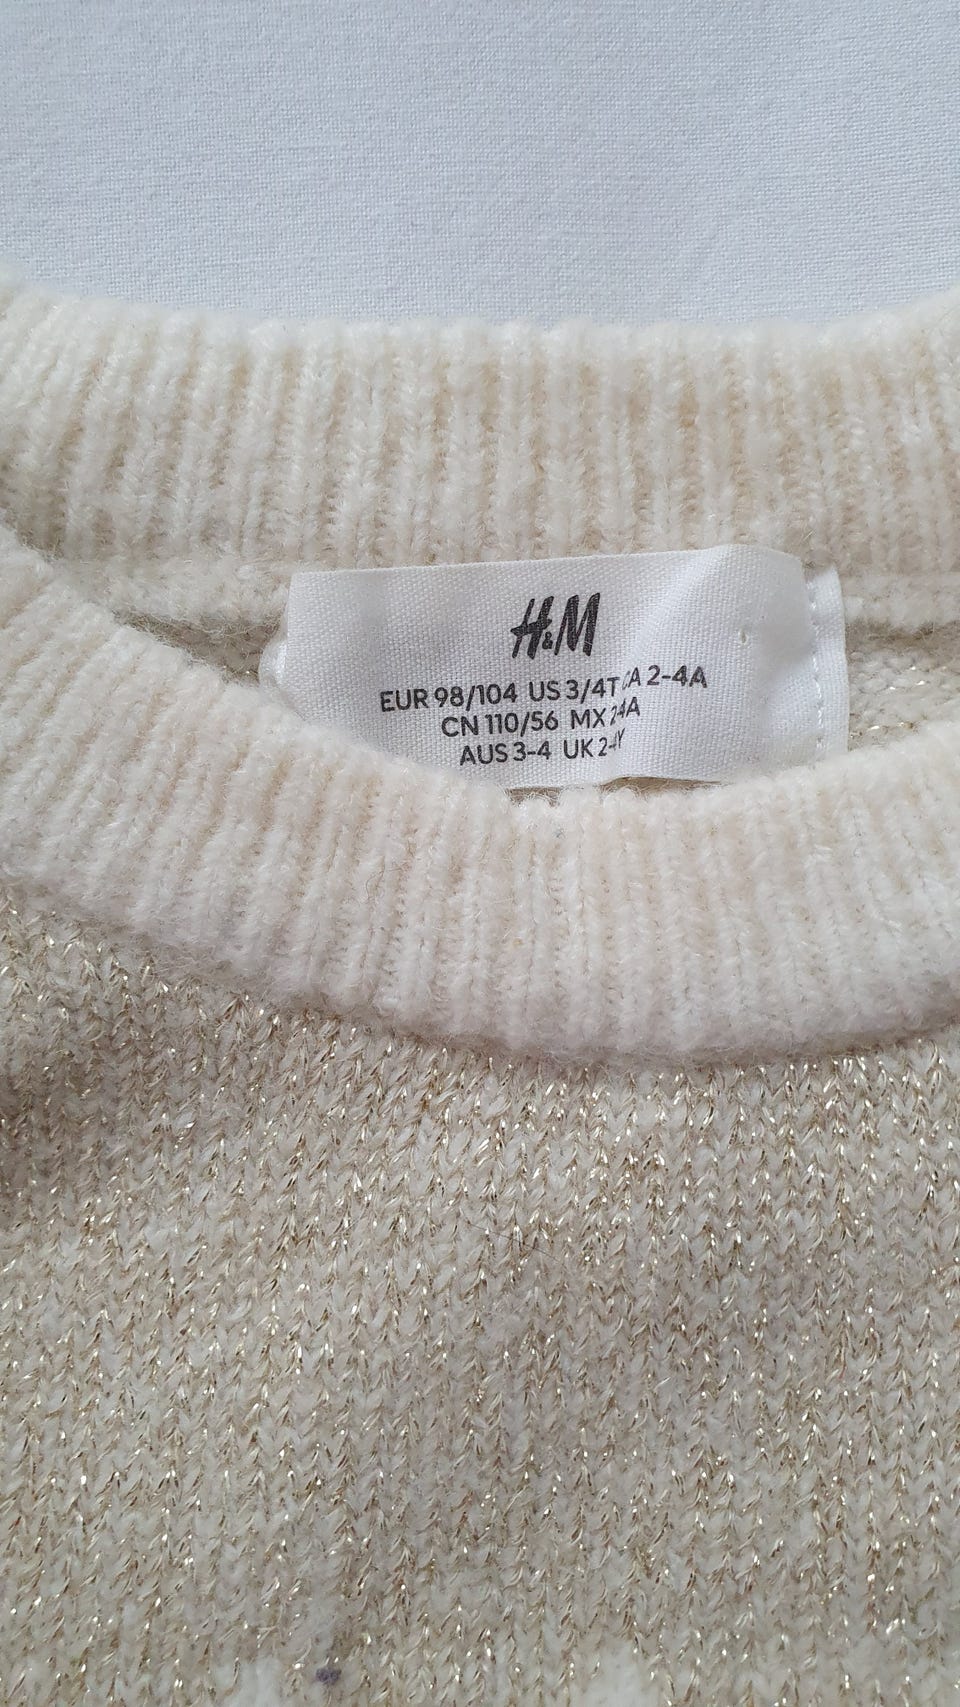 H&M
EUR 98/104 US 3/4T CA 2-4A
CN 110/56 MX 2-4A
AUS 3-4 UK 2-4Y